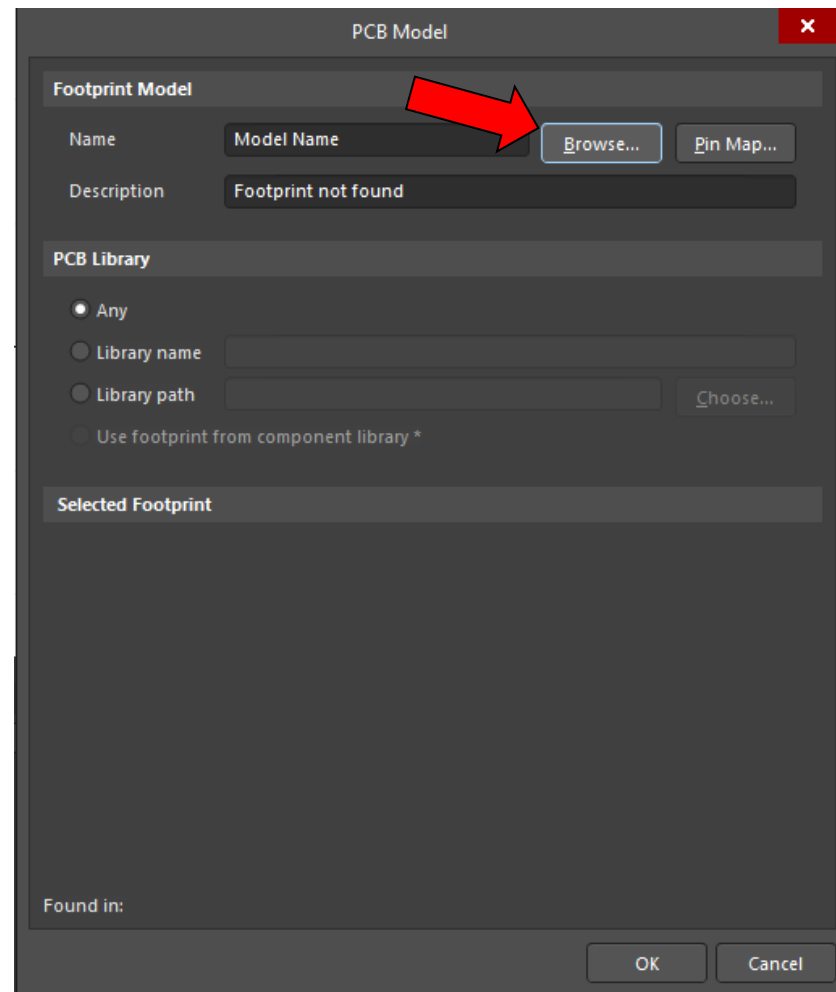 PCB Model
Footprint Model
Name Model Name Browse... Pin Map...
Description Footprint not found
PCB Library
Any
Library name
Library path Choose...
Use footprint from component library *
Selected Footprint
Found in:
OK Cancel